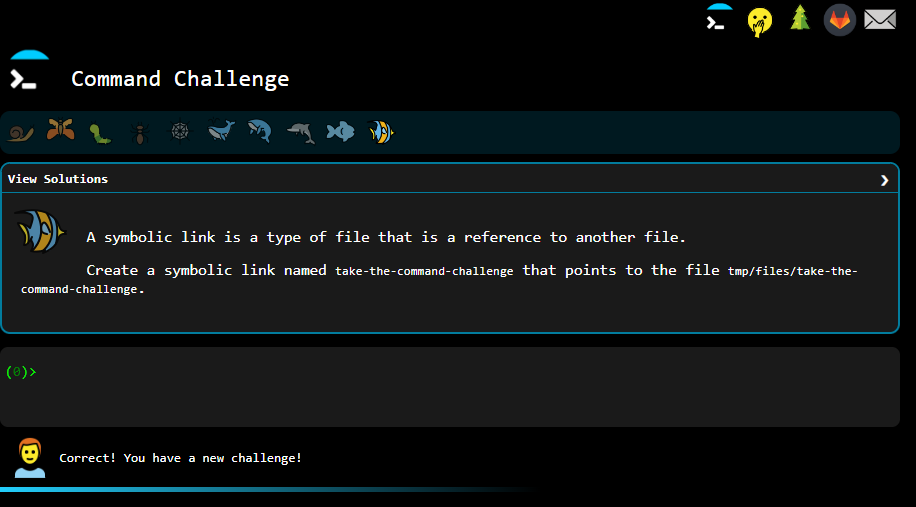 Command Challenge
View Solutions
A symbolic link is a type of file that is a reference to another file.
Create a symbolic link named take-the-command-challenge that points to the file tmp/files/take-the-
command-challenge.
(0)>
Correct! You have a new challenge!